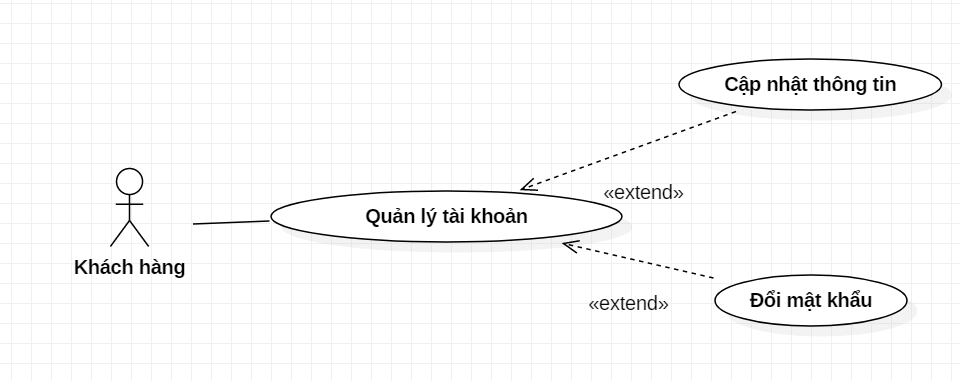 Cập nhật thông tin
«extend»
Quản lý tài khoản
Khách hàng
«extend»
Đổi mật khẩu